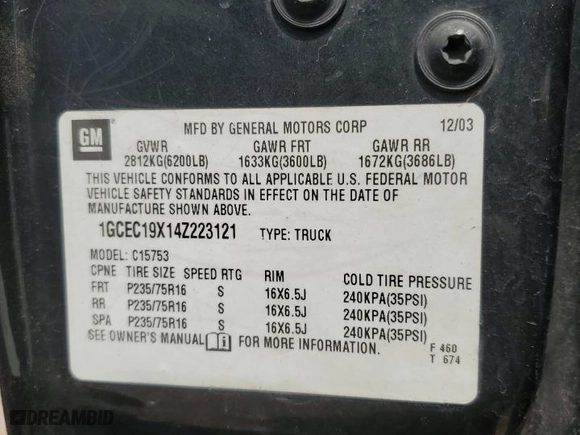 GM
MFD BY GENERAL MOTORS CORP 12/03
GVWR GAWR FRT GAWR RR
2812KG(6200LB) 1633KG(3600LB) 1672KG(3686LB)
THIS VEHICLE CONFORMS TO ALL APPLICABLE U.S. FEDERAL MOTOR
VEHICLE SAFETY STANDARDS IN EFFECT ON THE DATE OF
MANUFACTURE SHOWN ABOVE.
1GCEC19X14Z223121 TYPE: TRUCK
MODEL: C15753
CPNE TIRE SIZE SPEED RTG RIM COLD TIRE PRESSURE
FRT P235/75R16 S 16X6.5J 240KPA(35PSI)
RR P235/75R16 S 16X6.5J 240KPA(35PSI)
SPA P235/75R16 S 16X6.5J 240KPA(35PSI)
SEE OWNER'S MANUAL FOR MORE INFORMATION.
F 460
T 674
DREAMBID